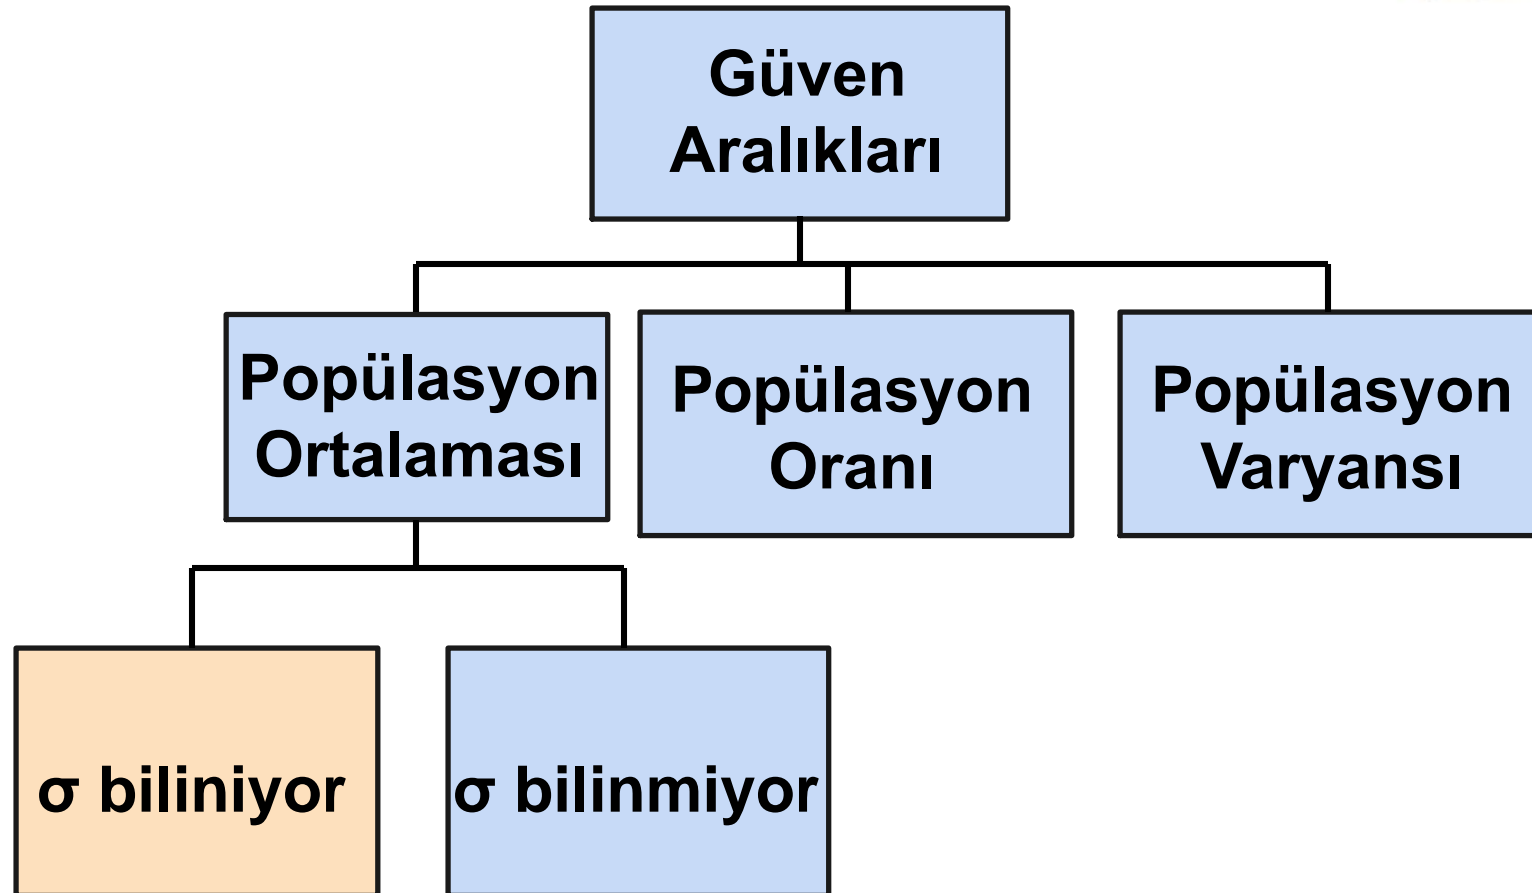 Güven
Aralıkları
Popülasyon
Ortalaması
Popülasyon
Oranı
Popülasyon
Varyansı
σ biliniyor
σ bilinmiyor